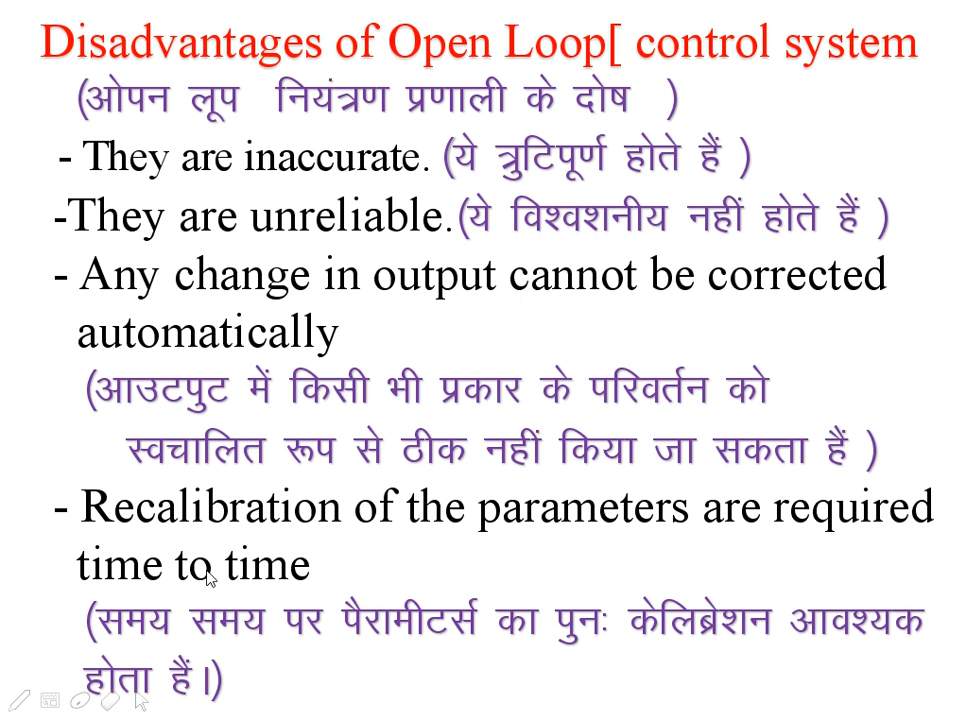 Disadvantages of Open Loop[ control system
(ओपन लूप नियंत्रण प्रणाली के दोष )
- They are inaccurate. (ये त्रुटिपूर्ण होते हैं )
-They are unreliable.(ये विश्वशनीय नहीं होते हैं )
- Any change in output cannot be corrected
automatically
(आउटपुट में किसी भी प्रकार के परिवर्तन को
स्वचालित रूप से ठीक नहीं किया जा सकता हैं )
- Recalibration of the parameters are required
time to time
(समय समय पर पैरामीटर्स का पुनः केलिब्रेशन आवश्यक
होता हैं।)